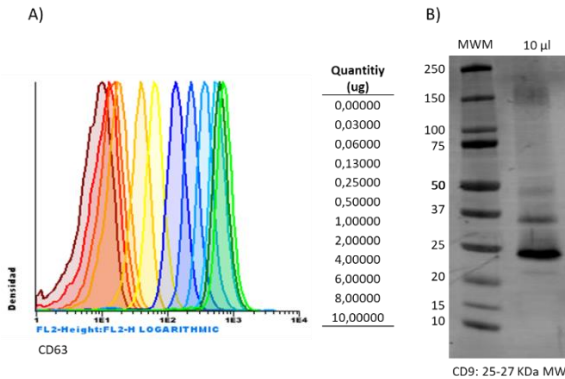 A)
Densidad
1
1E1
1E2
1E3
1E4
FL2-Height:FL2-H LOGARITHMIC
CD63
Quantitiy
(ug)
0,00000
0,03000
0,06000
0,13000
0,25000
0,50000
1,00000
2,00000
4,00000
6,00000
8,00000
10,00000
B)
MWM 10 µl
250
150
100
75
50
37
25
20
15
10
CD9: 25-27 KDa MW